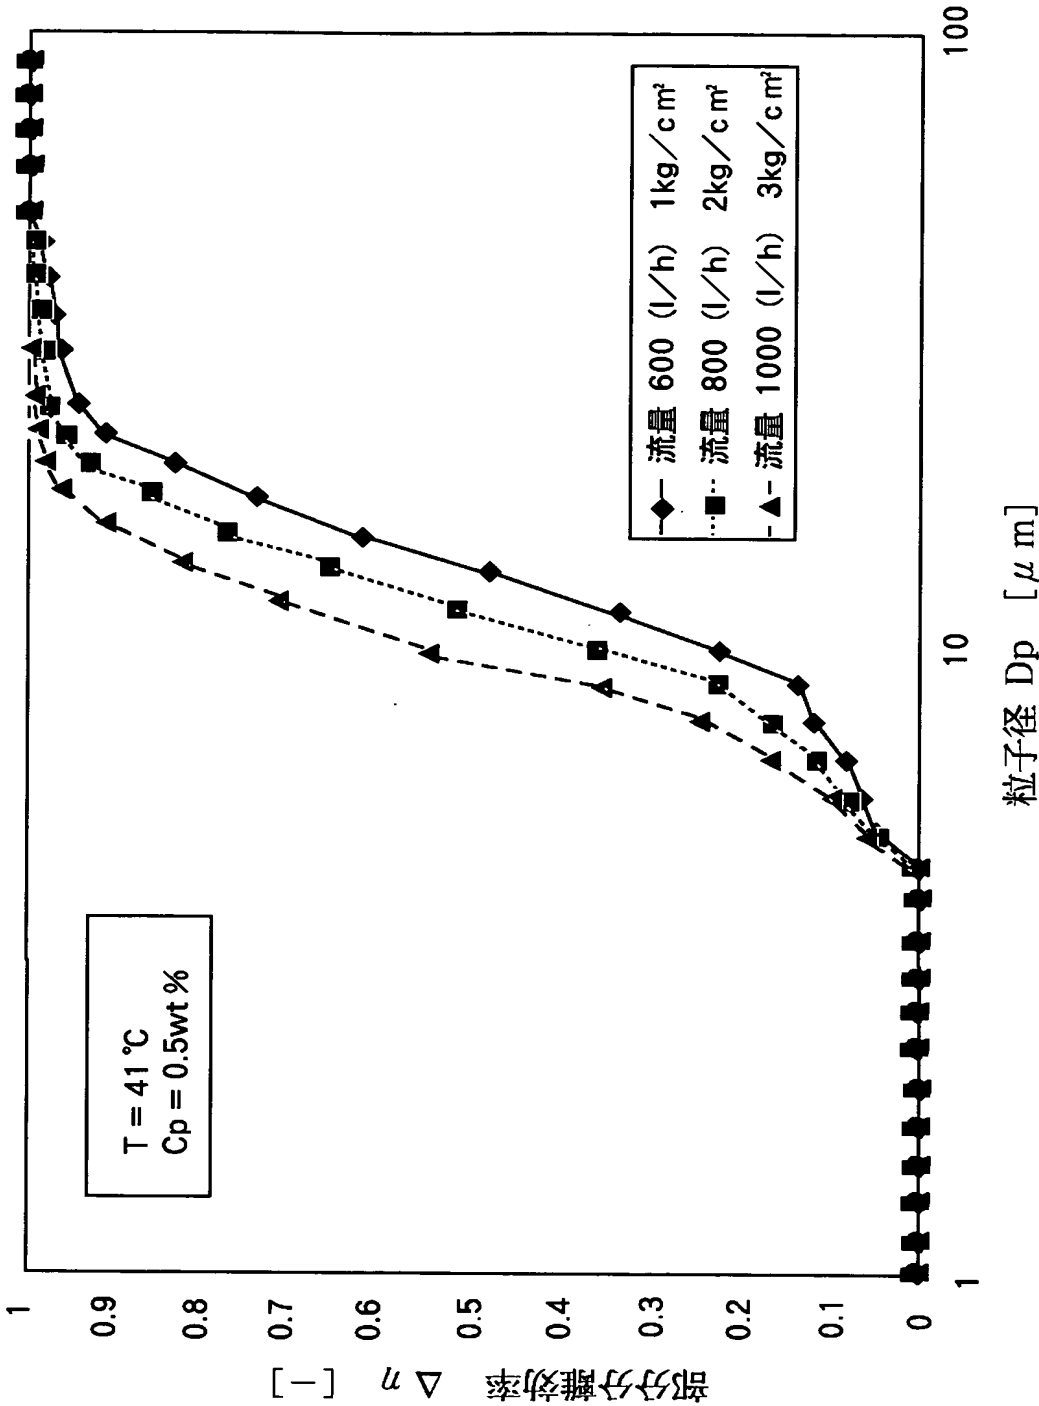 部分分離効率 Δη [－]
1
0.9
0.8
0.7
0.6
0.5
0.4
0.3
0.2
0.1
0
T = 41℃
Cp = 0.5wt%
流量 600 (l/h) 1kg/cm²
流量 800 (l/h) 2kg/cm²
流量 1000 (l/h) 3kg/cm²
1
10
100
粒子径 Dp [μm]